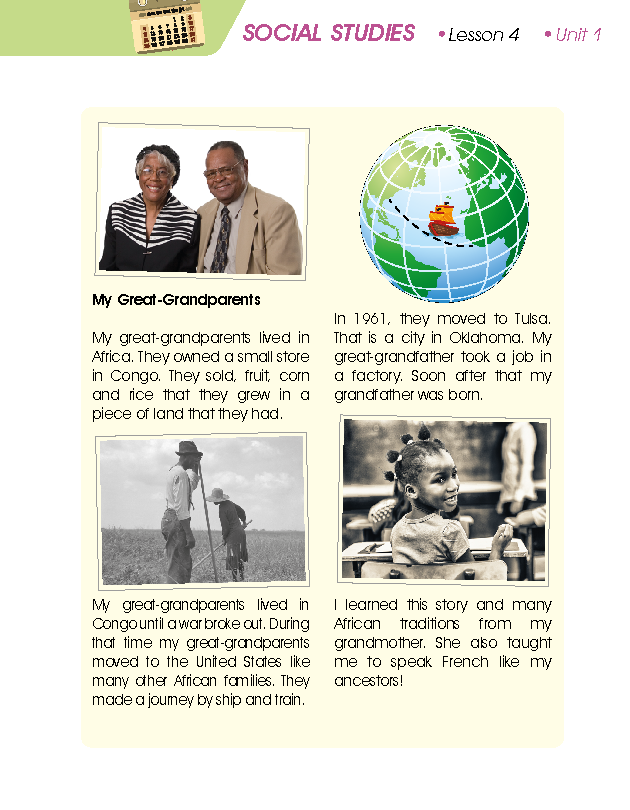 SOCIAL STUDIES • Lesson 4 • Unit 1
My Great-Grandparents
My great-grandparents lived in
Africa. They owned a small store
in Congo. They sold, fruit, corn
and rice that they grew in a
piece of land that they had.
My great-grandparents lived in
Congo until a war broke out. During
that time my great-grandparents
moved to the United States like
many other African families. They
made a journey by ship and train.
In 1961, they moved to Tulsa.
That is a city in Oklahoma. My
great-grandfather took a job in
a factory. Soon after that my
grandfather was born.
I learned this story and many
African traditions from my
grandmother. She also taught
me to speak French like my
ancestors!